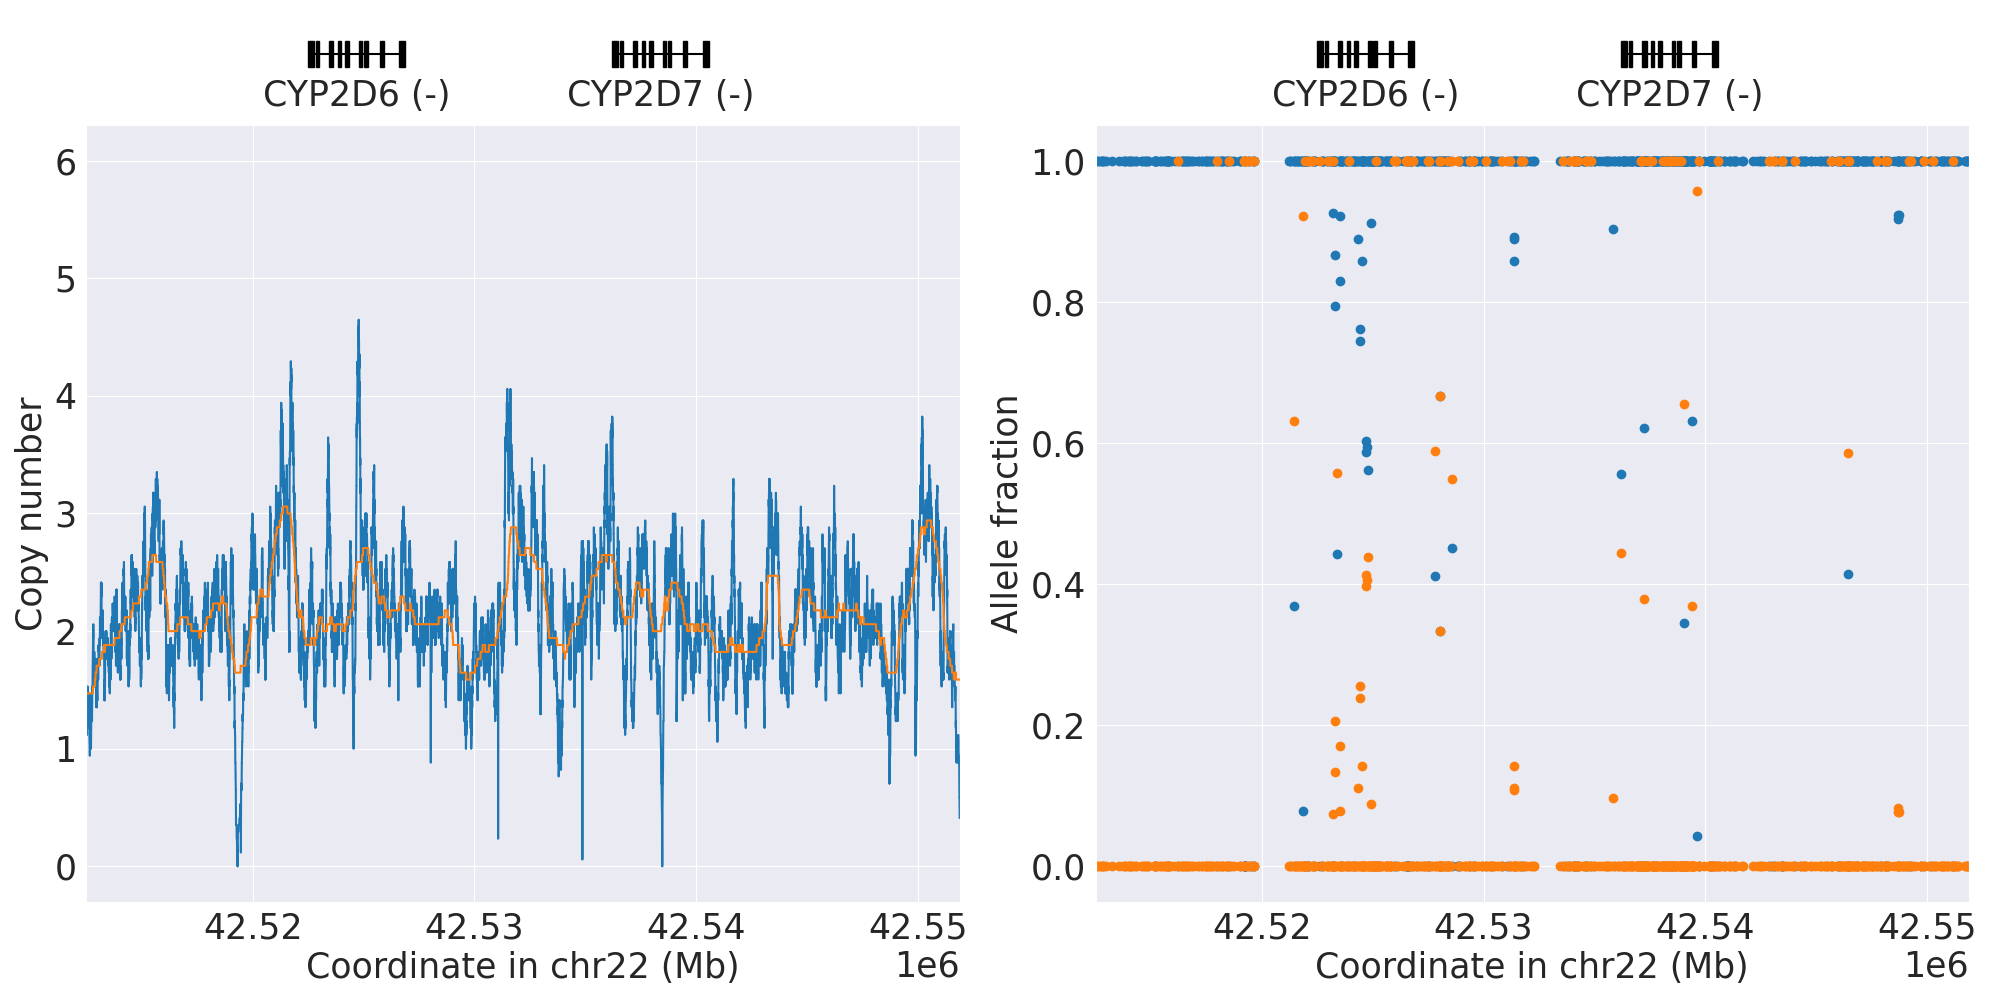 CYP2D6 (-) CYP2D7 (-)
6
5
4
3
2
1
0
Copy number
42.52 42.53 42.54 42.55
Coordinate in chr22 (Mb) 1e6
CYP2D6 (-) CYP2D7 (-)
1.0
0.8
0.6
0.4
0.2
0.0
Allele fraction
42.52 42.53 42.54 42.55
Coordinate in chr22 (Mb) 1e6